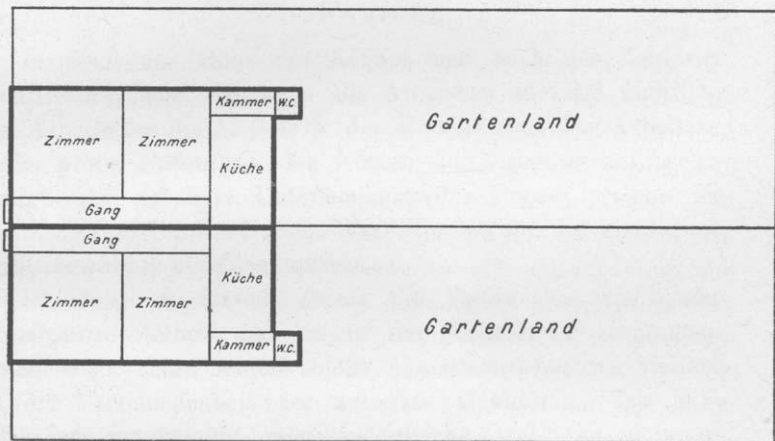 Kammer W.C.
Gartenland
Zimmer Zimmer
Küche
Gang
Gang
Küche
Zimmer Zimmer
Gartenland
Kammer W.C.